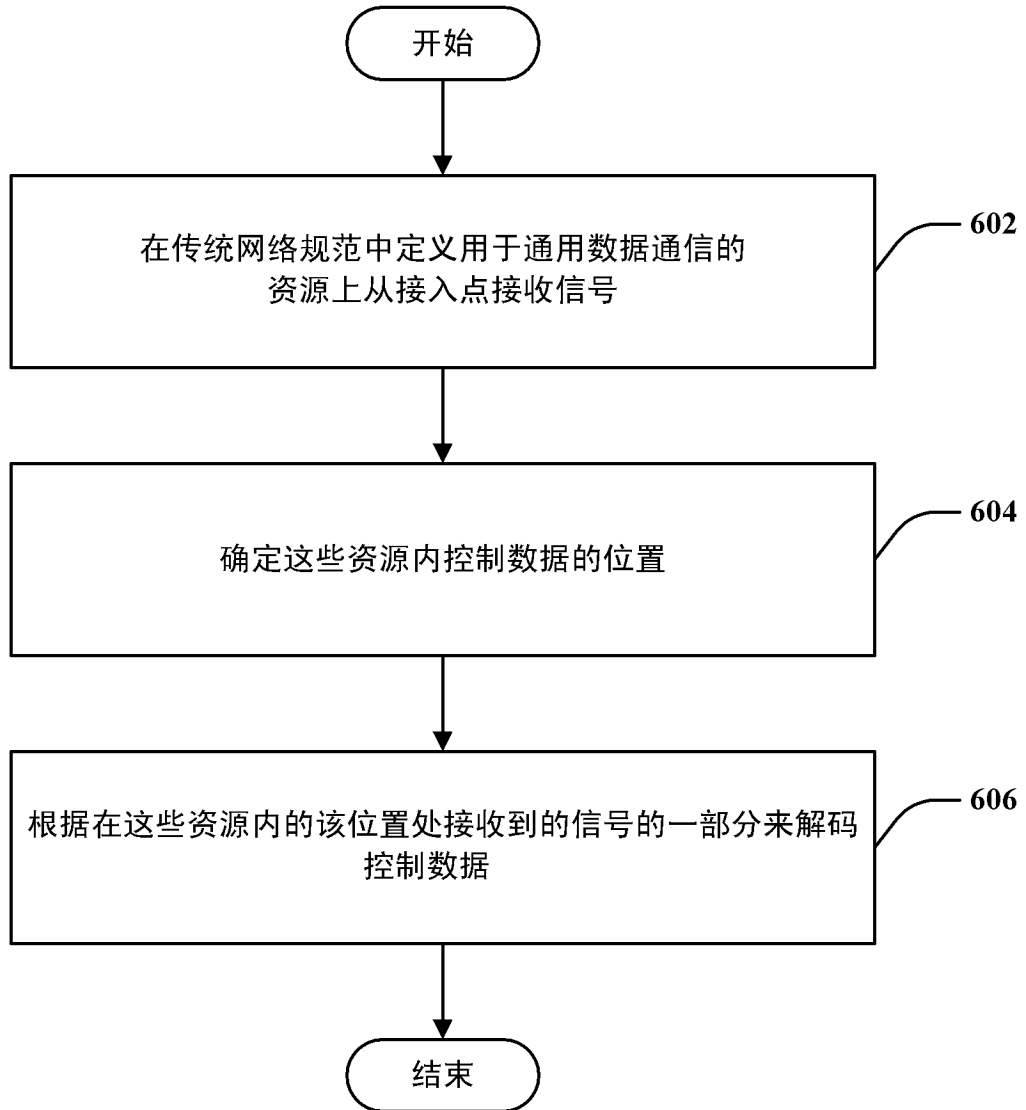 开始
在传统网络规范中定义用于通用数据通信的
资源上从接入点接收信号
602
确定这些资源内控制数据的位置
604
根据在这些资源内的该位置处接收到的信号的一部分来解码
控制数据
606
结束